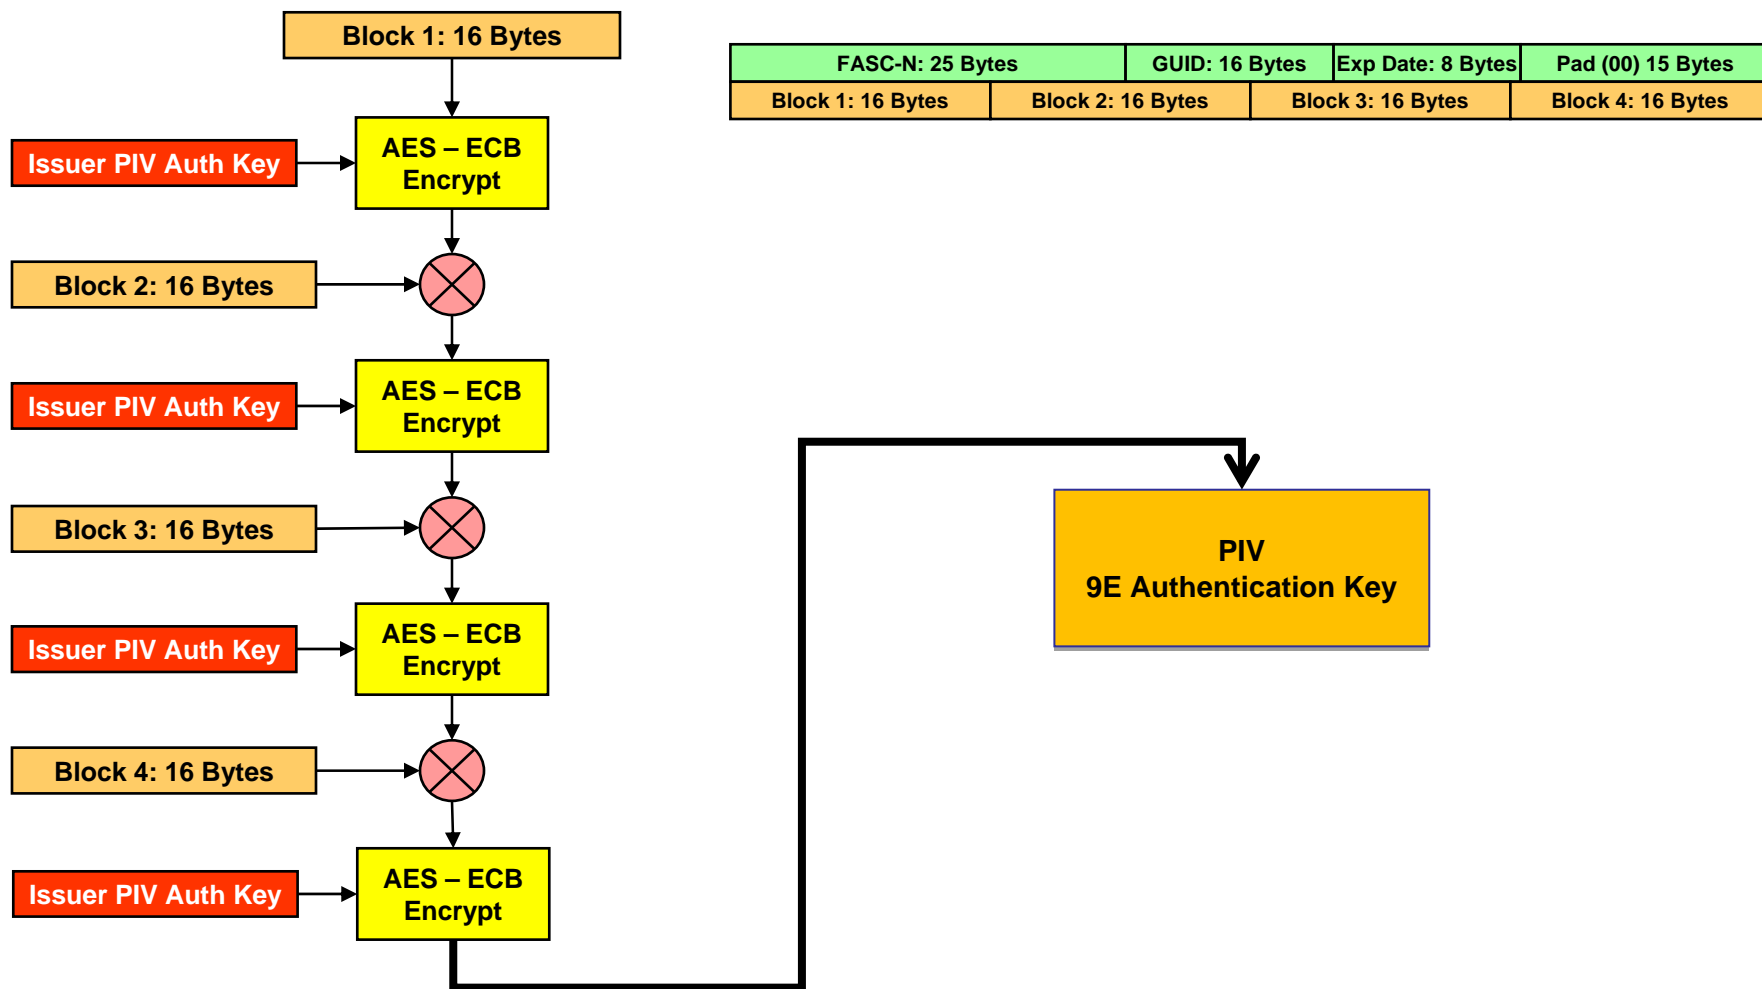 Block 1: 16 Bytes
FASC-N: 25 Bytes GUID: 16 Bytes Exp Date: 8 Bytes Pad (00) 15 Bytes
Block 1: 16 Bytes Block 2: 16 Bytes Block 3: 16 Bytes Block 4: 16 Bytes
Issuer PIV Auth Key
AES – ECB
Encrypt
Block 2: 16 Bytes
Issuer PIV Auth Key
AES – ECB
Encrypt
Block 3: 16 Bytes
PIV
9E Authentication Key
Issuer PIV Auth Key
AES – ECB
Encrypt
Block 4: 16 Bytes
Issuer PIV Auth Key
AES – ECB
Encrypt